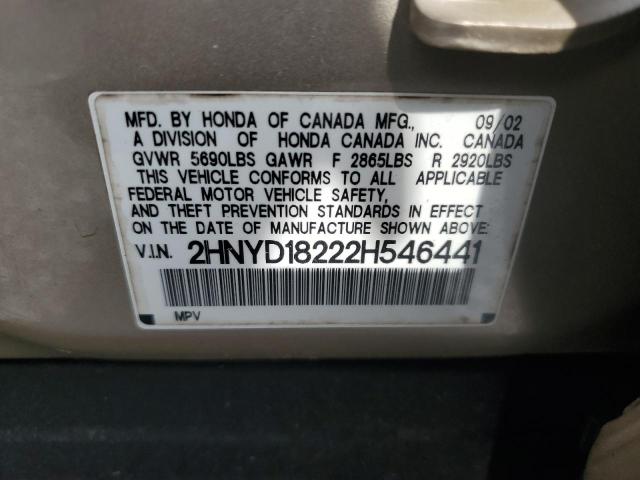 MFD. BY HONDA OF CANADA MFG., 09/02
A DIVISION OF HONDA CANADA INC. CANADA
GVWR 5690LBS GAWR F 2865LBS R 2920LBS
THIS VEHICLE CONFORMS TO ALL APPLICABLE
FEDERAL MOTOR VEHICLE SAFETY,
AND THEFT PREVENTION STANDARDS IN EFFECT
ON THE DATE OF MANUFACTURE SHOWN ABOVE.
V.I.N. 2HNYD18222H546441
MPV